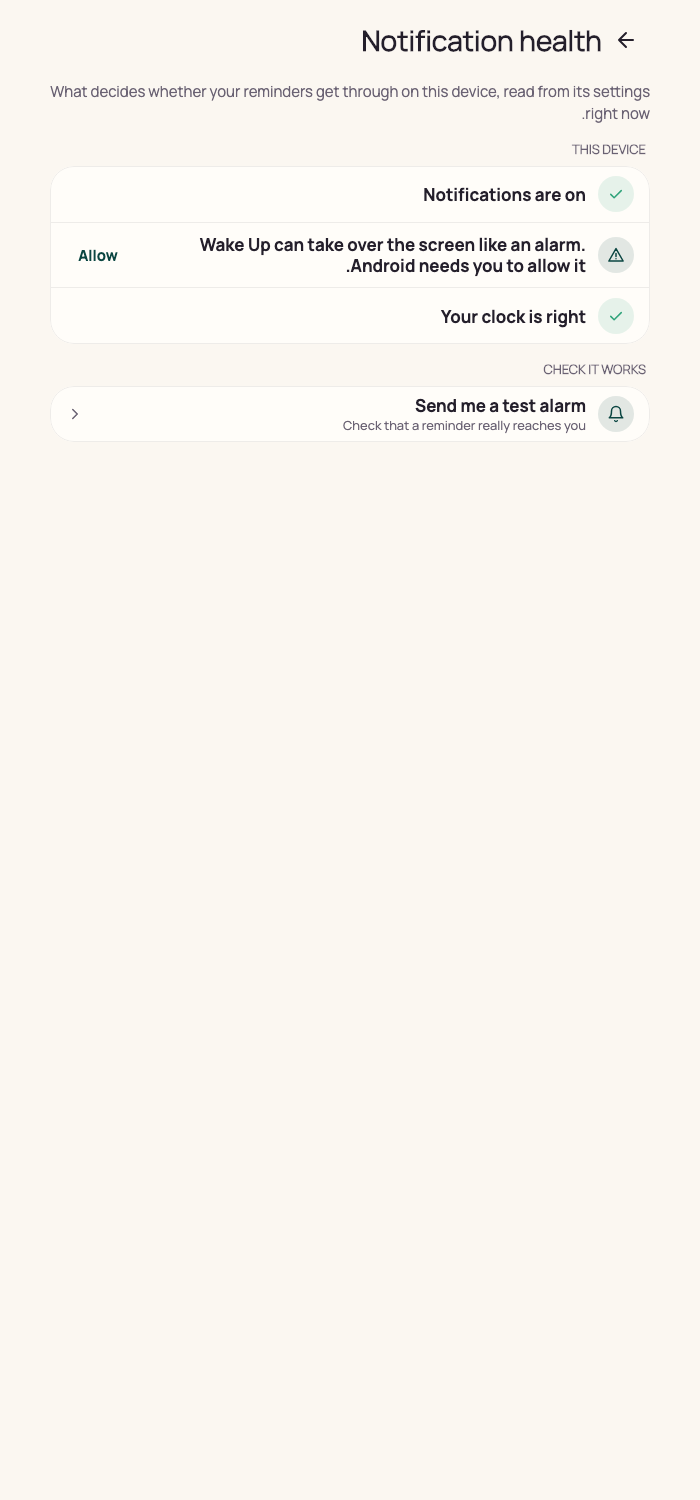 Notification health
What decides whether your reminders get through on this device, read from its settings
.right now
THIS DEVICE
Notifications are on
Wake Up can take over the screen like an alarm.
.Android needs you to allow it
Allow
Your clock is right
CHECK IT WORKS
Send me a test alarm
Check that a reminder really reaches you